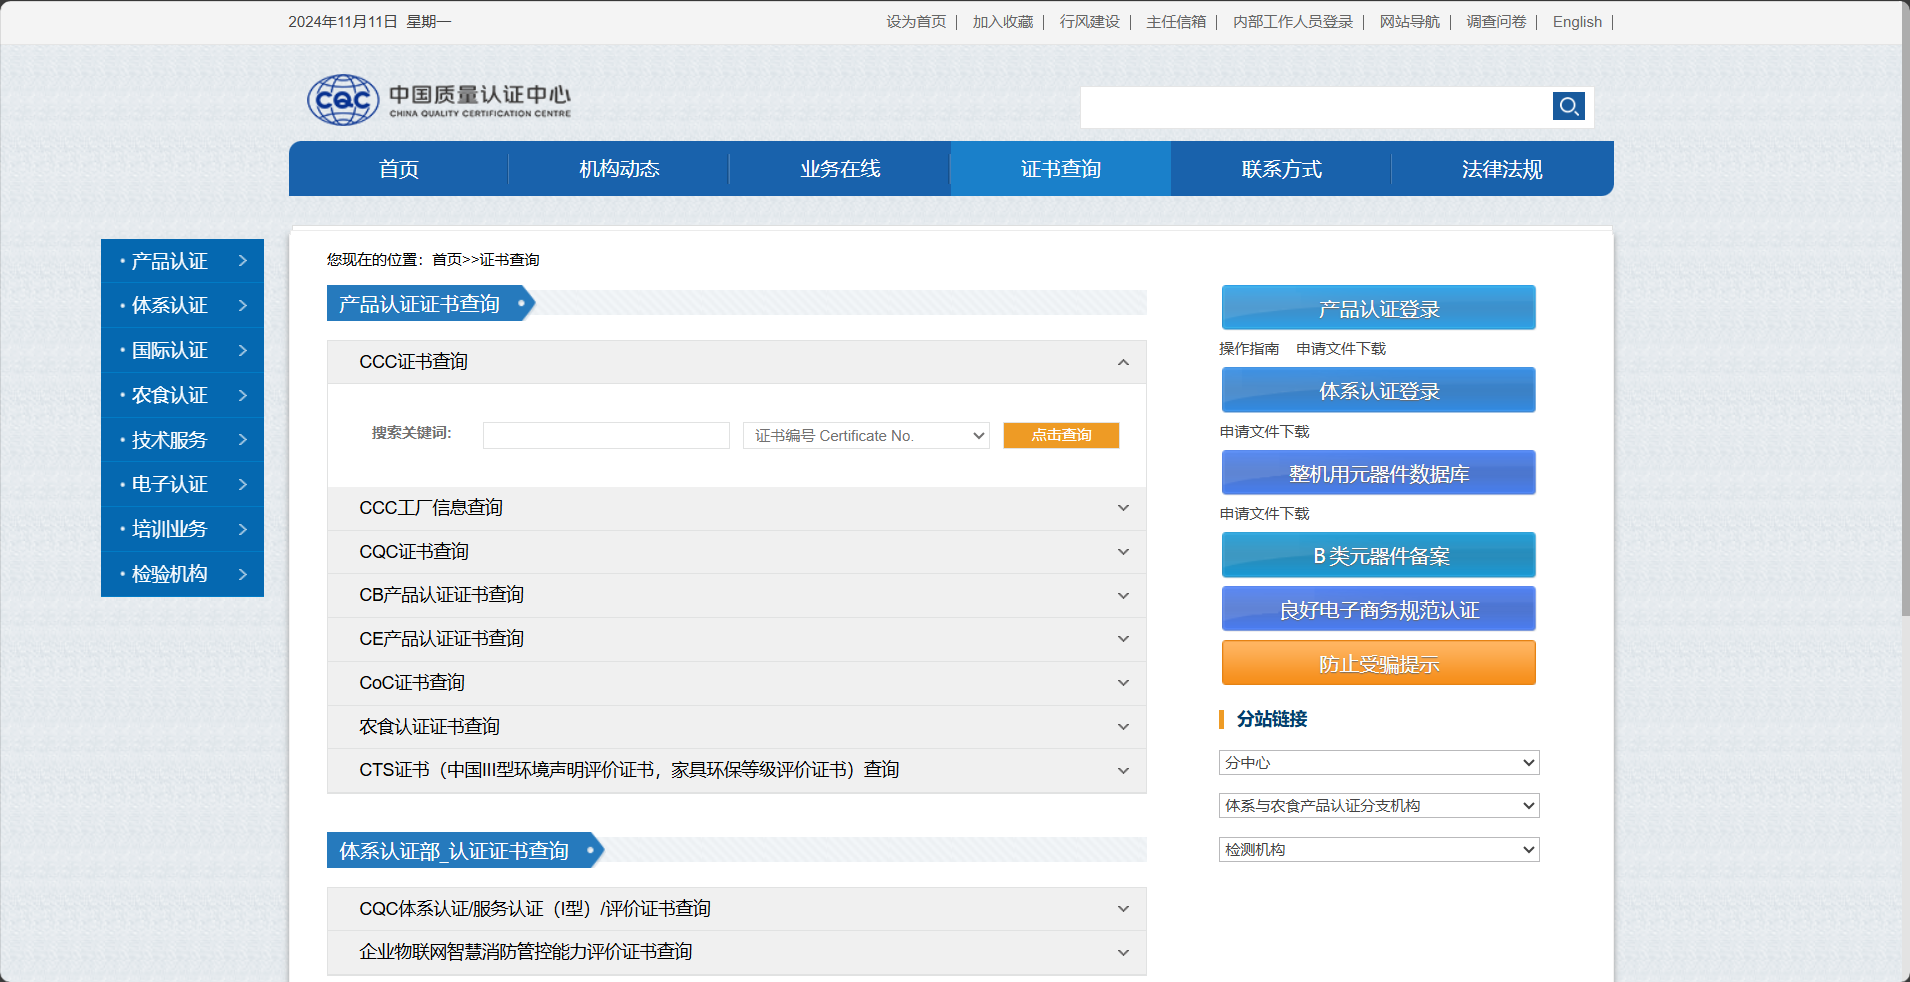 2024年11月11日 星期一
设为首页 | 加入收藏 | 行风建设 | 主任信箱 | 内部工作人员登录 | 网站导航 | 调查问卷 | English |
CQC 中国质量认证中心
CHINA QUALITY CERTIFICATION CENTRE
首页 机构动态 业务在线 证书查询 联系方式 法律法规
· 产品认证 >
· 体系认证 >
· 国际认证 >
· 农食认证 >
· 技术服务 >
· 电子认证 >
· 培训业务 >
· 检验机构 >
您现在的位置：首页>>证书查询
产品认证证书查询
CCC证书查询
搜索关键词: 证书编号 Certificate No. 点击查询
CCC工厂信息查询
CQC证书查询
CB产品认证证书查询
CE产品认证证书查询
CoC证书查询
农食认证证书查询
CTS证书（中国III型环境声明评价证书，家具环保等级评价证书）查询
体系认证部_认证证书查询
CQC体系认证/服务认证（I型）/评价证书查询
企业物联网智慧消防管控能力评价证书查询
产品认证登录
操作指南 申请文件下载
体系认证登录
申请文件下载
整机用元器件数据库
申请文件下载
B 类元器件备案
良好电子商务规范认证
防止受骗提示
分站链接
分中心
体系与农食产品认证分支机构
检测机构